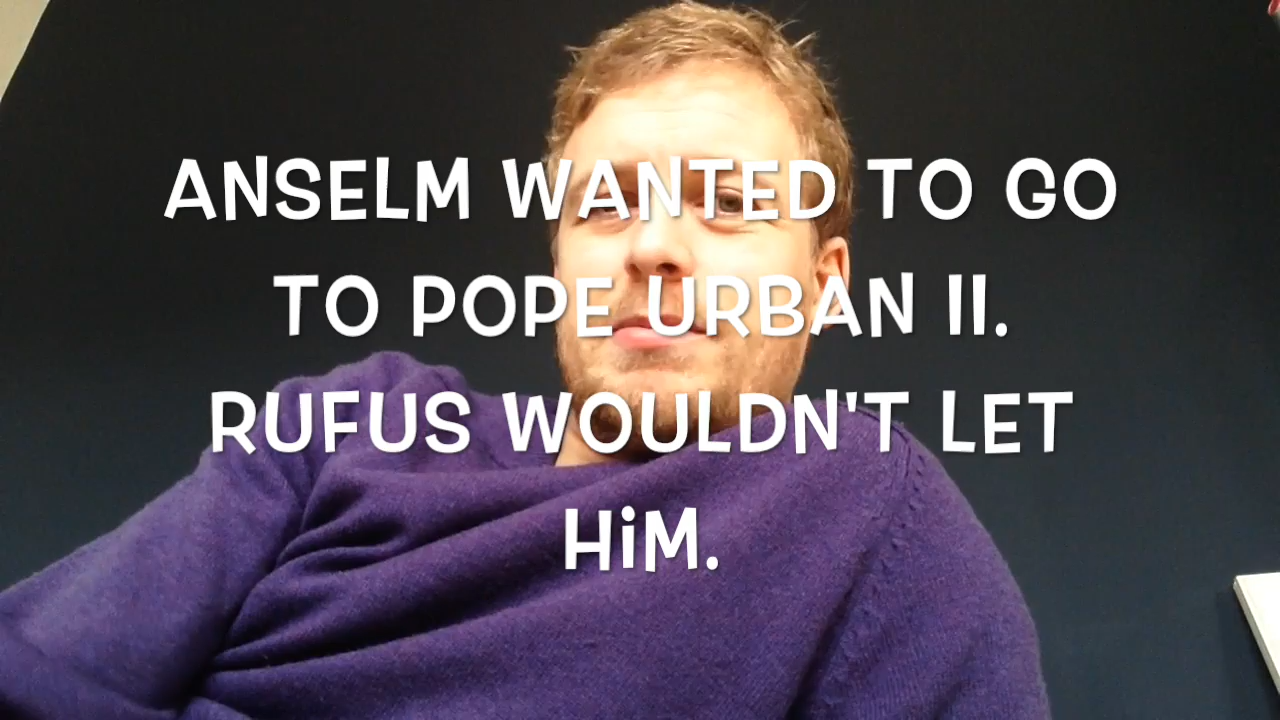 ANSELM WANTED TO GO
TO POPE URBAN II.
RUFUS WOULDN'T LET
HiM.